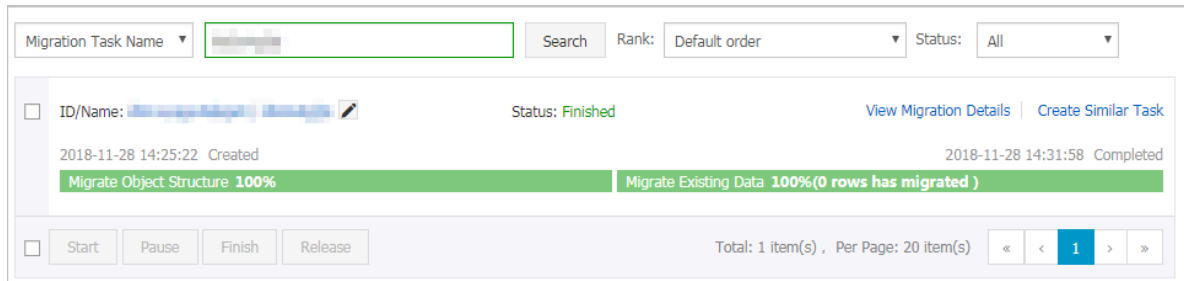 Migration Task Name ▼ Search Rank: Default order ▼ Status: All ▼
ID/Name: Status: Finished View Migration Details | Create Similar Task
2018-11-28 14:25:22 Created 2018-11-28 14:31:58 Completed
Migrate Object Structure 100% Migrate Existing Data 100%(0 rows has migrated )
Start Pause Finish Release Total: 1 item(s) , Per Page: 20 item(s) « ‹ 1 › »